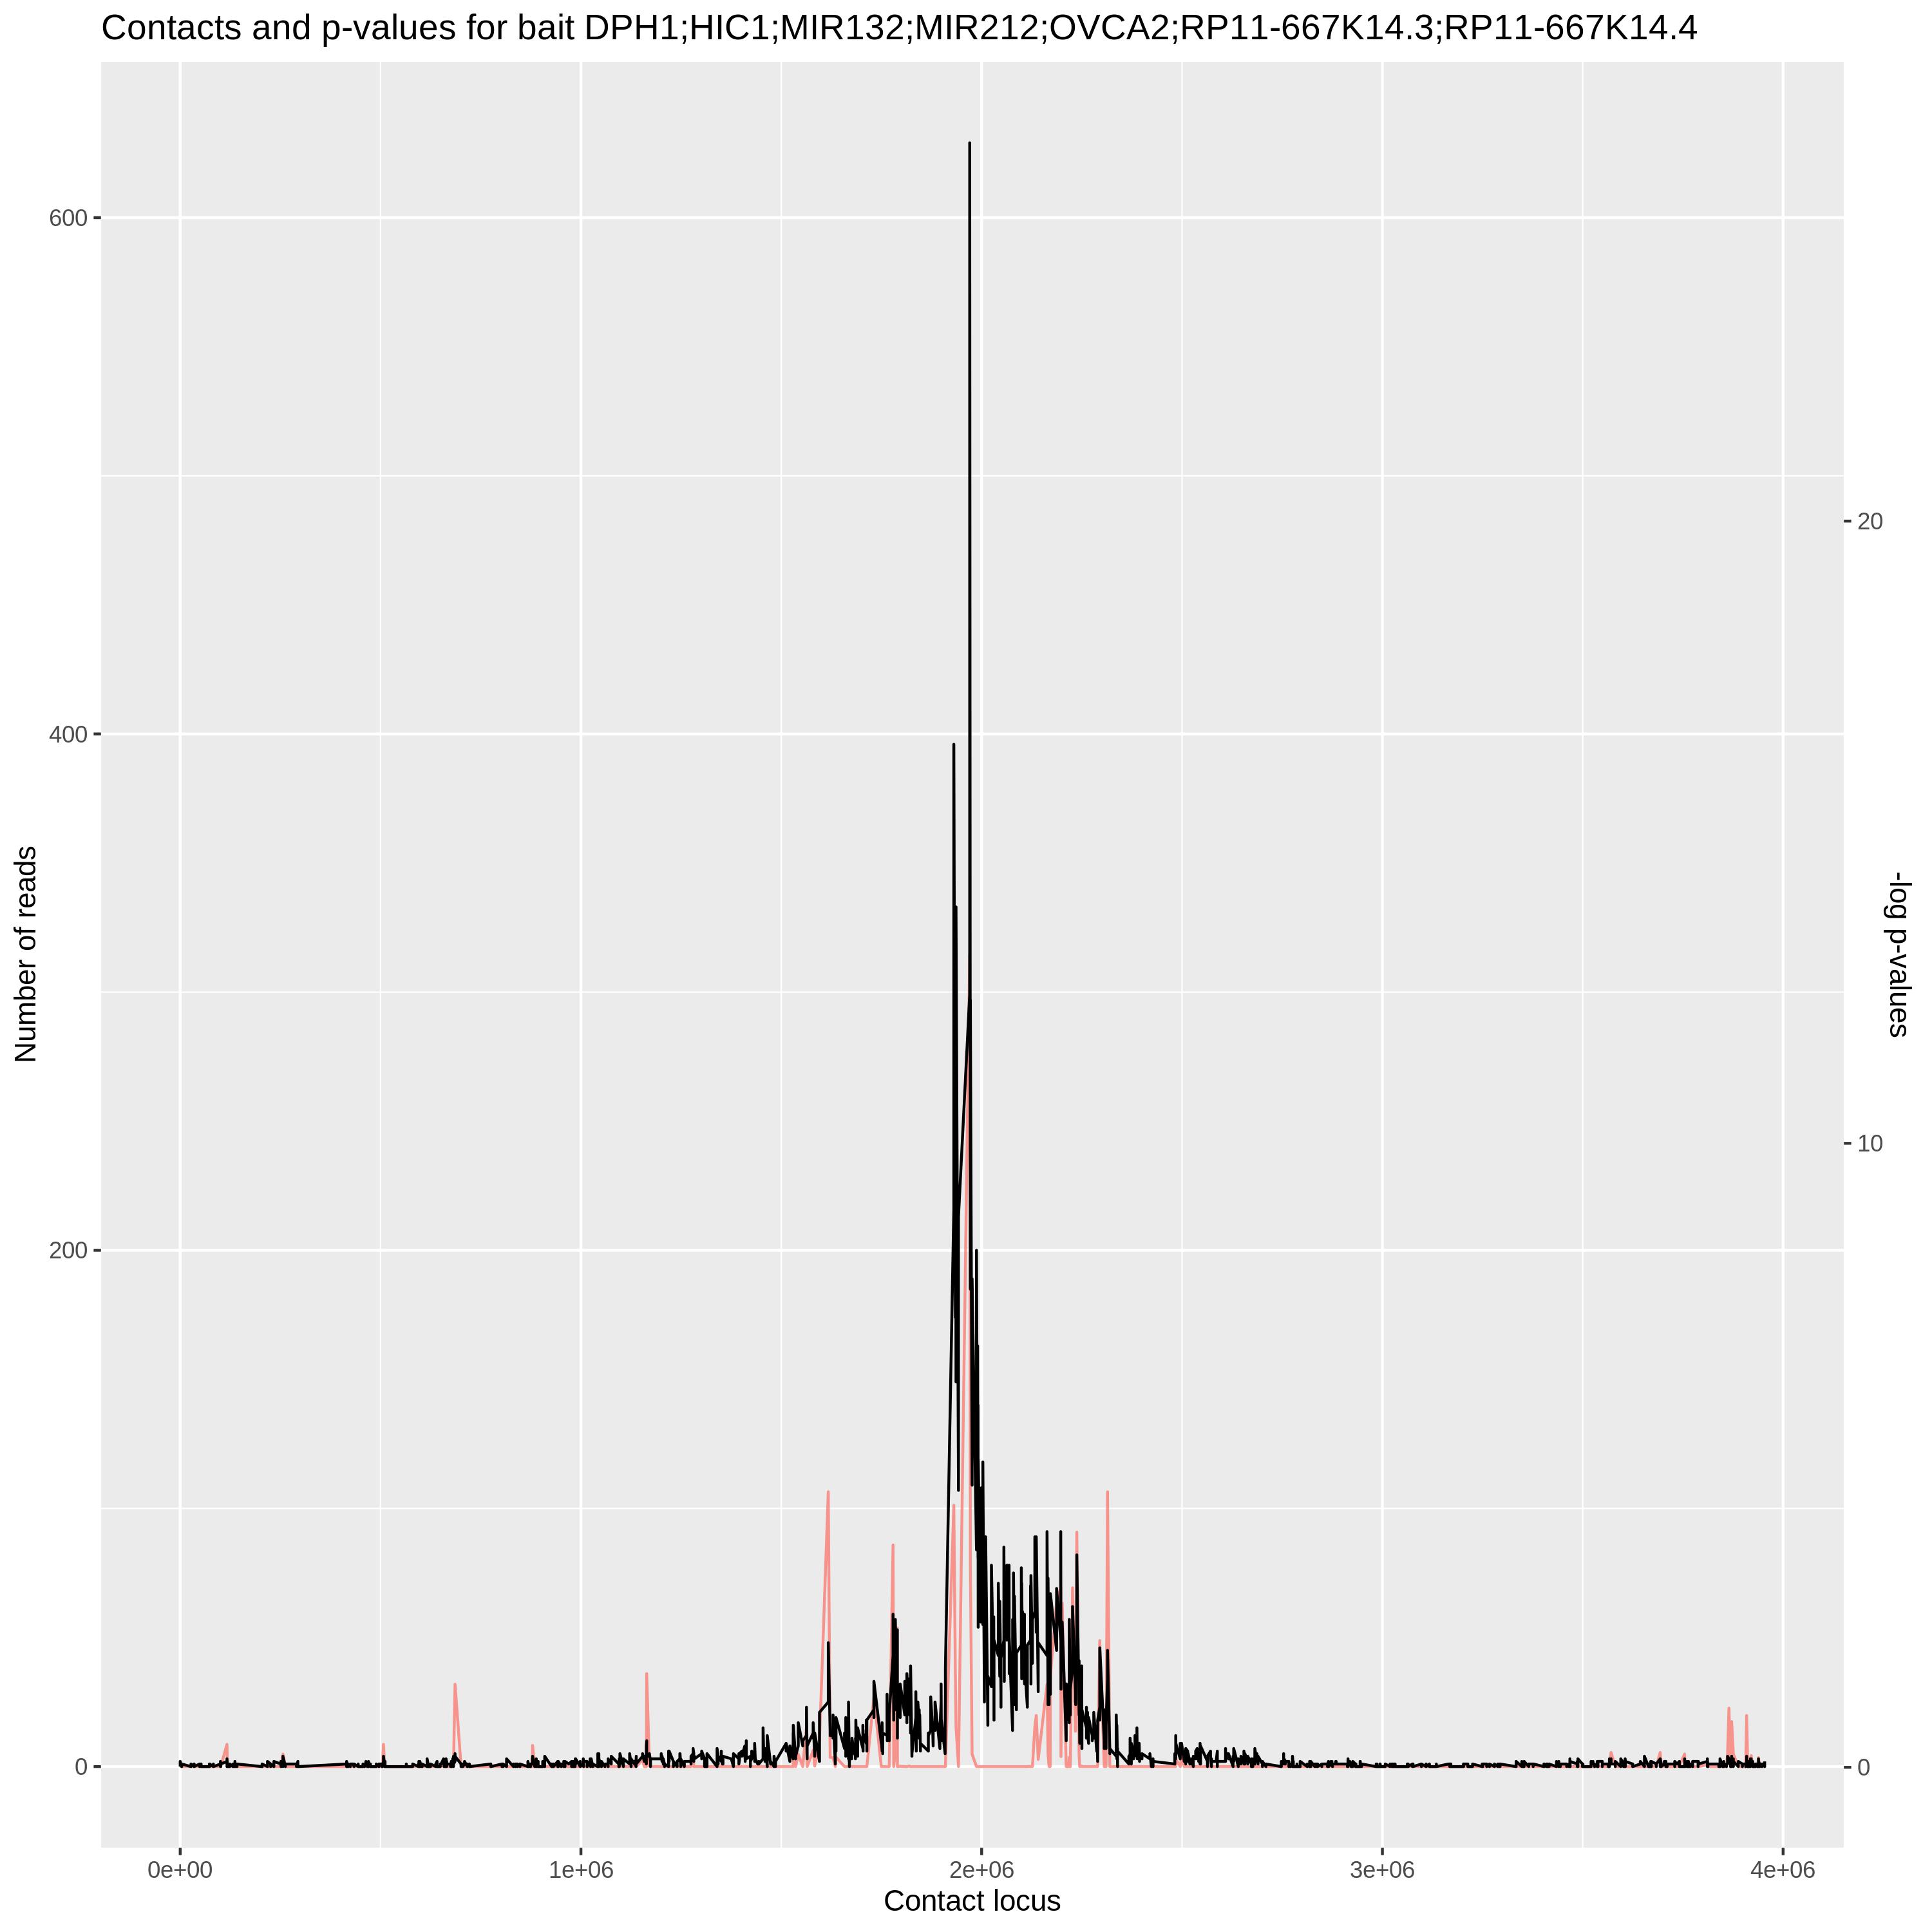 Contacts and p-values for bait DPH1;HIC1;MIR132;MIR212;OVCA2;RP11-667K14.3;RP11-667K14.4
600
400
200
0
Number of reads
20
10
0
-log p-values
0e+00 1e+06 2e+06 3e+06 4e+06
Contact locus